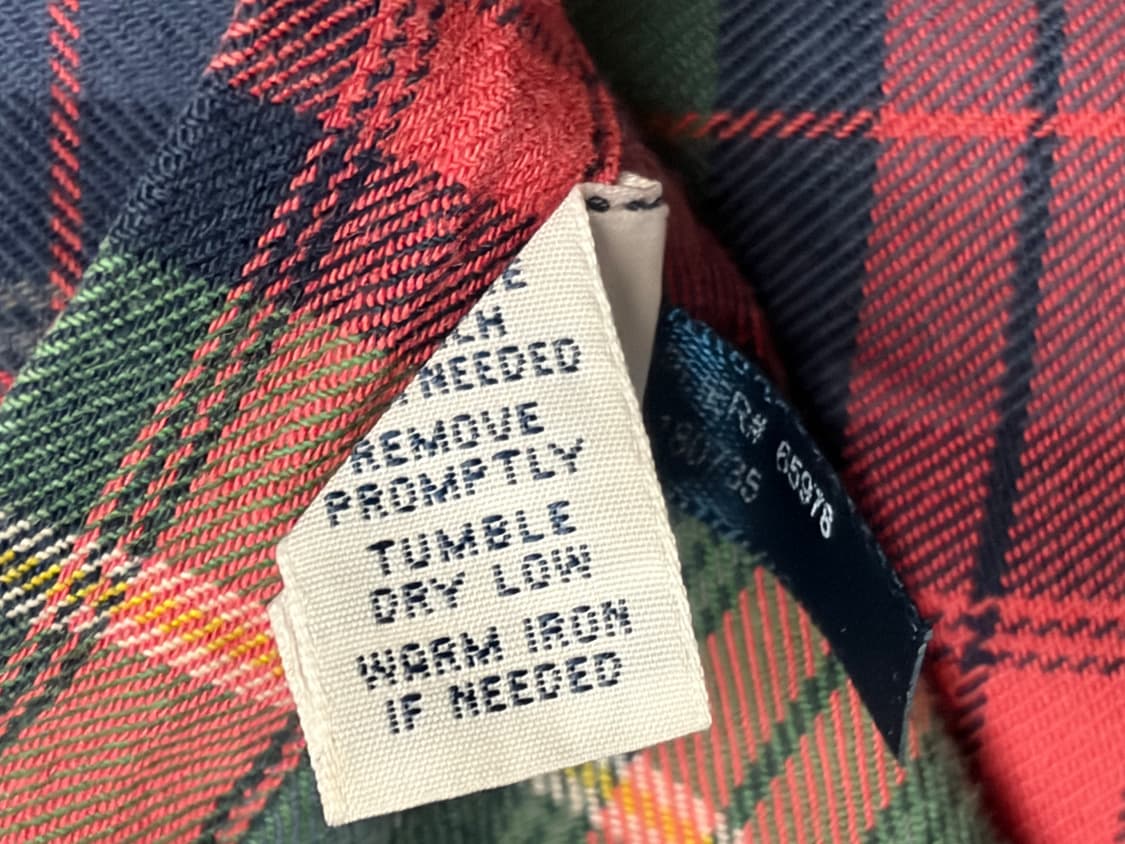 NEEDED
REMOVE
PROMPTLY
TUMBLE
DRY LOW
WARM IRON
IF NEEDED
65978